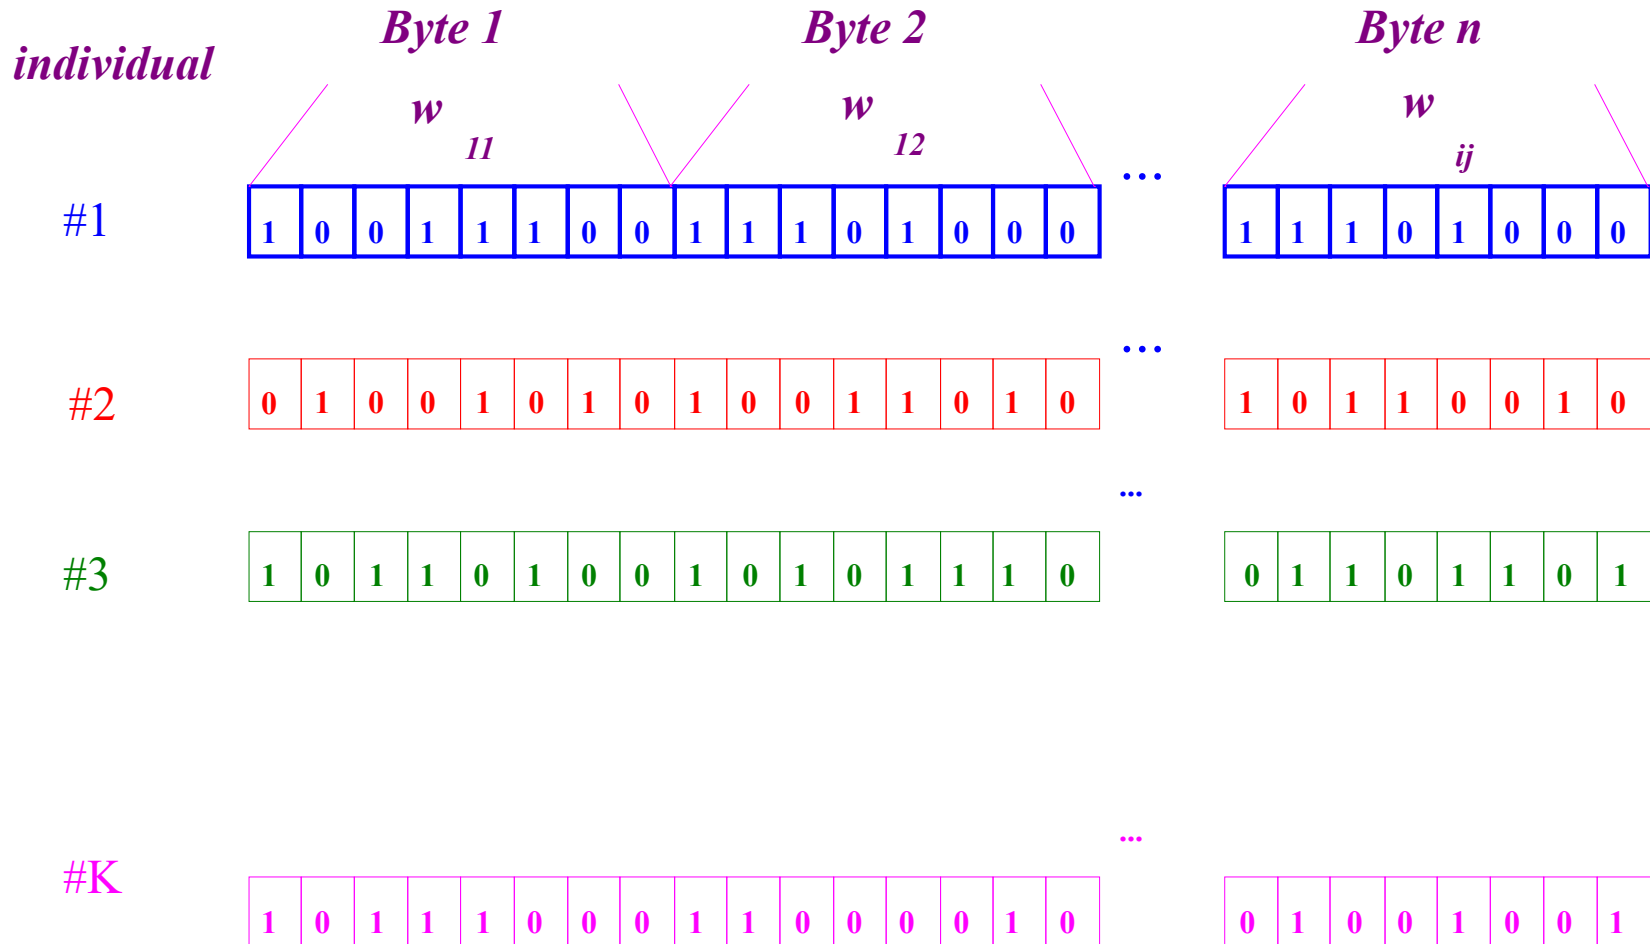 Byte 1 Byte 2 Byte n
individual
w w w
11 12 ij
...
#1 1 0 0 1 1 1 0 0 1 1 1 0 1 0 0 0 1 1 1 0 1 0 0 0
...
#2 0 1 0 0 1 0 1 0 1 0 0 1 1 0 1 0 1 0 1 1 0 0 1 0
...
#3 1 0 1 1 0 1 0 0 1 0 1 0 1 1 1 0 0 1 1 0 1 1 0 1
...
#K 1 0 1 1 1 0 0 0 1 1 0 0 0 0 1 0 0 1 0 0 1 0 0 1